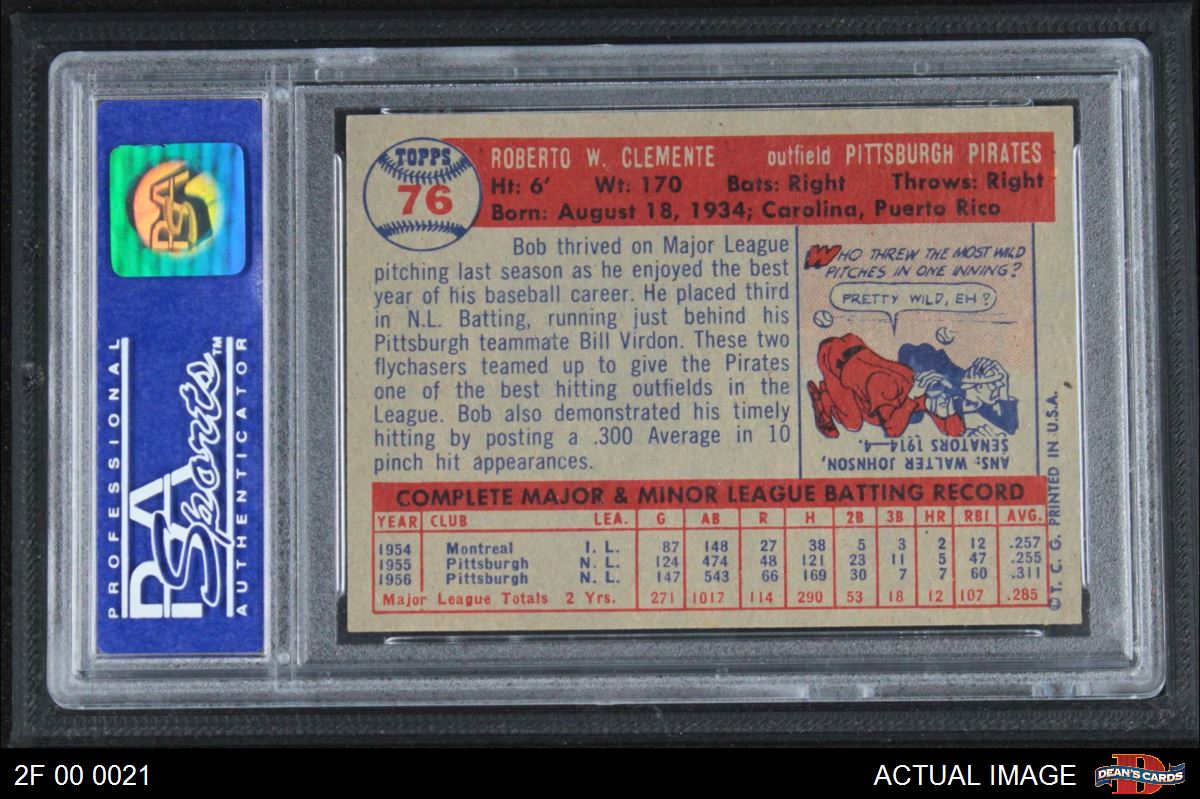 PSA
PROFESSIONAL
PSA Sports™
AUTHENTICATOR
TOPPS
76
ROBERTO W. CLEMENTE outfield PITTSBURGH PIRATES
Ht: 6' Wt: 170 Bats: Right Throws: Right
Born: August 18, 1934; Carolina, Puerto Rico
Bob thrived on Major League
pitching last season as he enjoyed the best
year of his baseball career. He placed third
in N.L. Batting, running just behind his
Pittsburgh teammate Bill Virdon. These two
flychasers teamed up to give the Pirates
one of the best hitting outfields in the
League. Bob also demonstrated his timely
hitting by posting a .300 Average in 10
pinch hit appearances.
WHO THREW THE MOST WILD
PITCHES IN ONE INNING?
PRETTY WILD, EH?
ANS: WALTER JOHNSON,
SENATORS 1914—4.
COMPLETE MAJOR & MINOR LEAGUE BATTING RECORD
YEAR CLUB LEA. G AB R H 2B 3B HR RBI AVG.
1954 Montreal I. L. 87 148 27 38 5 3 2 12 .257
1955 Pittsburgh N. L. 124 474 48 121 23 11 5 47 .255
1956 Pittsburgh N. L. 147 543 66 169 30 7 7 60 .311
Major League Totals 2 Yrs. 271 1017 114 290 53 18 12 107 .285
©T. C. G. PRINTED IN U.S.A.
2F 00 0021
ACTUAL IMAGE
D
DEAN'S CARDS